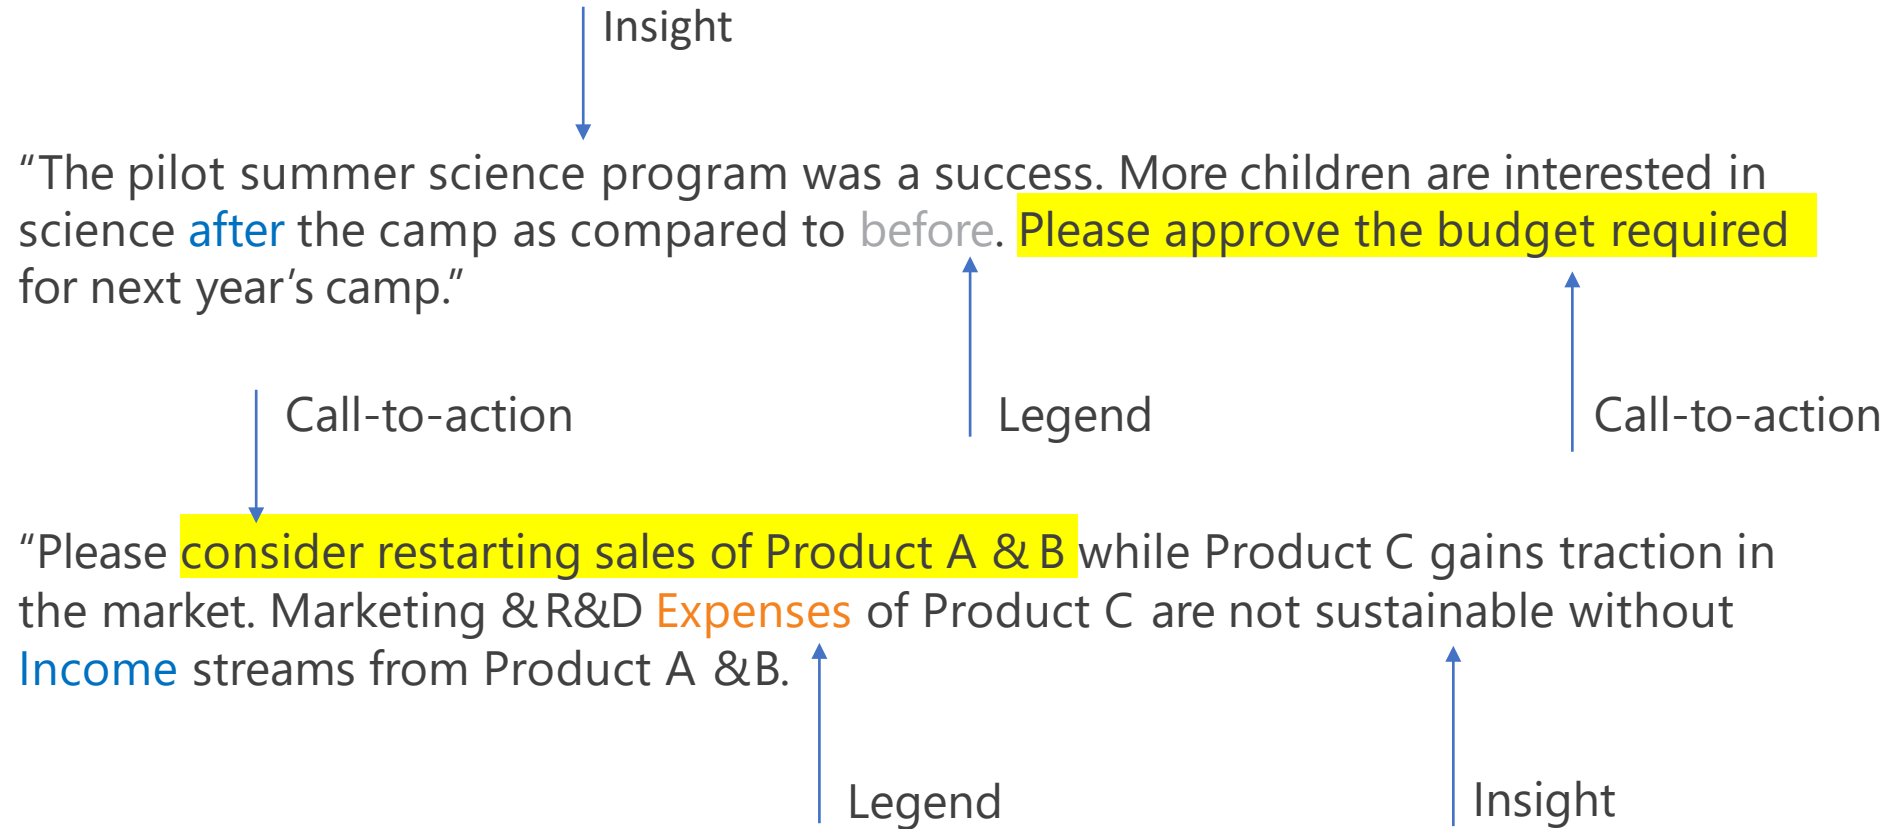 Insight
“The pilot summer science program was a success. More children are interested in
science after the camp as compared to before. Please approve the budget required
for next year’s camp.”
Call-to-action
Legend
Call-to-action
“Please consider restarting sales of Product A & B while Product C gains traction in
the market. Marketing & R&D Expenses of Product C are not sustainable without
Income streams from Product A & B.
Legend
Insight